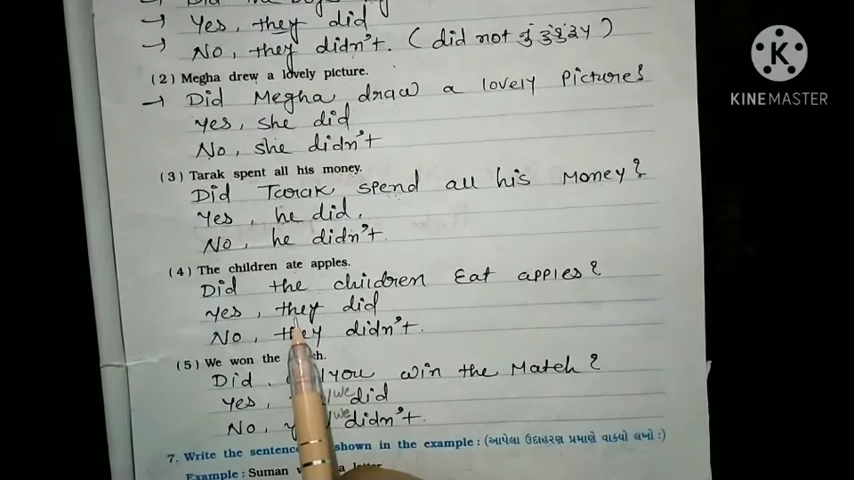 → Yes, they did
→ No, they didn't. (did not નું ટુંકુંરૂપ)
(2) Megha drew a lovely picture.
→ Did Megha draw a lovely Picture?
Yes, she did
No, she didn't
(3) Tarak spent all his money.
Did Tarak spend all his Money?
Yes, he did.
No, he didn't.
(4) The children ate apples.
Did the children Eat apples?
Yes, they did
No, they didn't.
(5) We won the
Did you win the Match?
Yes, we did
No, we didn't.
7. Write the sentences shown in the example : (આપેલા ઉદાહરણ પ્રમાણે વાક્યો લખો :)
Example : Suman a letter
K
KINEMASTER